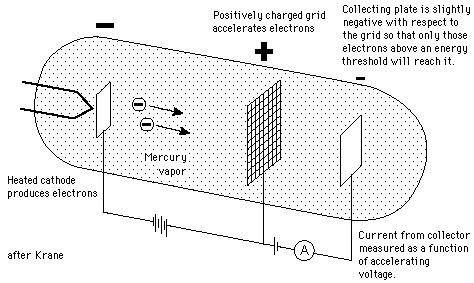 Positively charged grid
accelerates electrons
Collecting plate is slightly
negative with respect to
the grid so that only those
electrons above an energy
threshold will reach it.
Mercury
vapor
Heated cathode
produces electrons
A
Current from collector
measured as a function
of accelerating
voltage.
after Krane